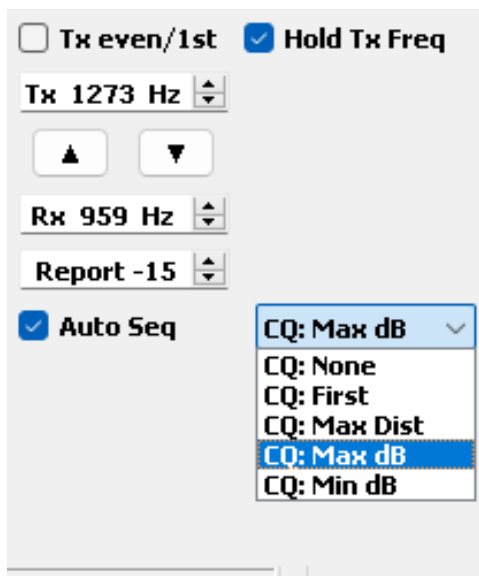 Tx even/1st Hold Tx Freq
Tx 1273 Hz
Rx 959 Hz
Report -15
Auto Seq CQ: Max dB
CQ: None
CQ: First
CQ: Max Dist
CQ: Max dB
CQ: Min dB